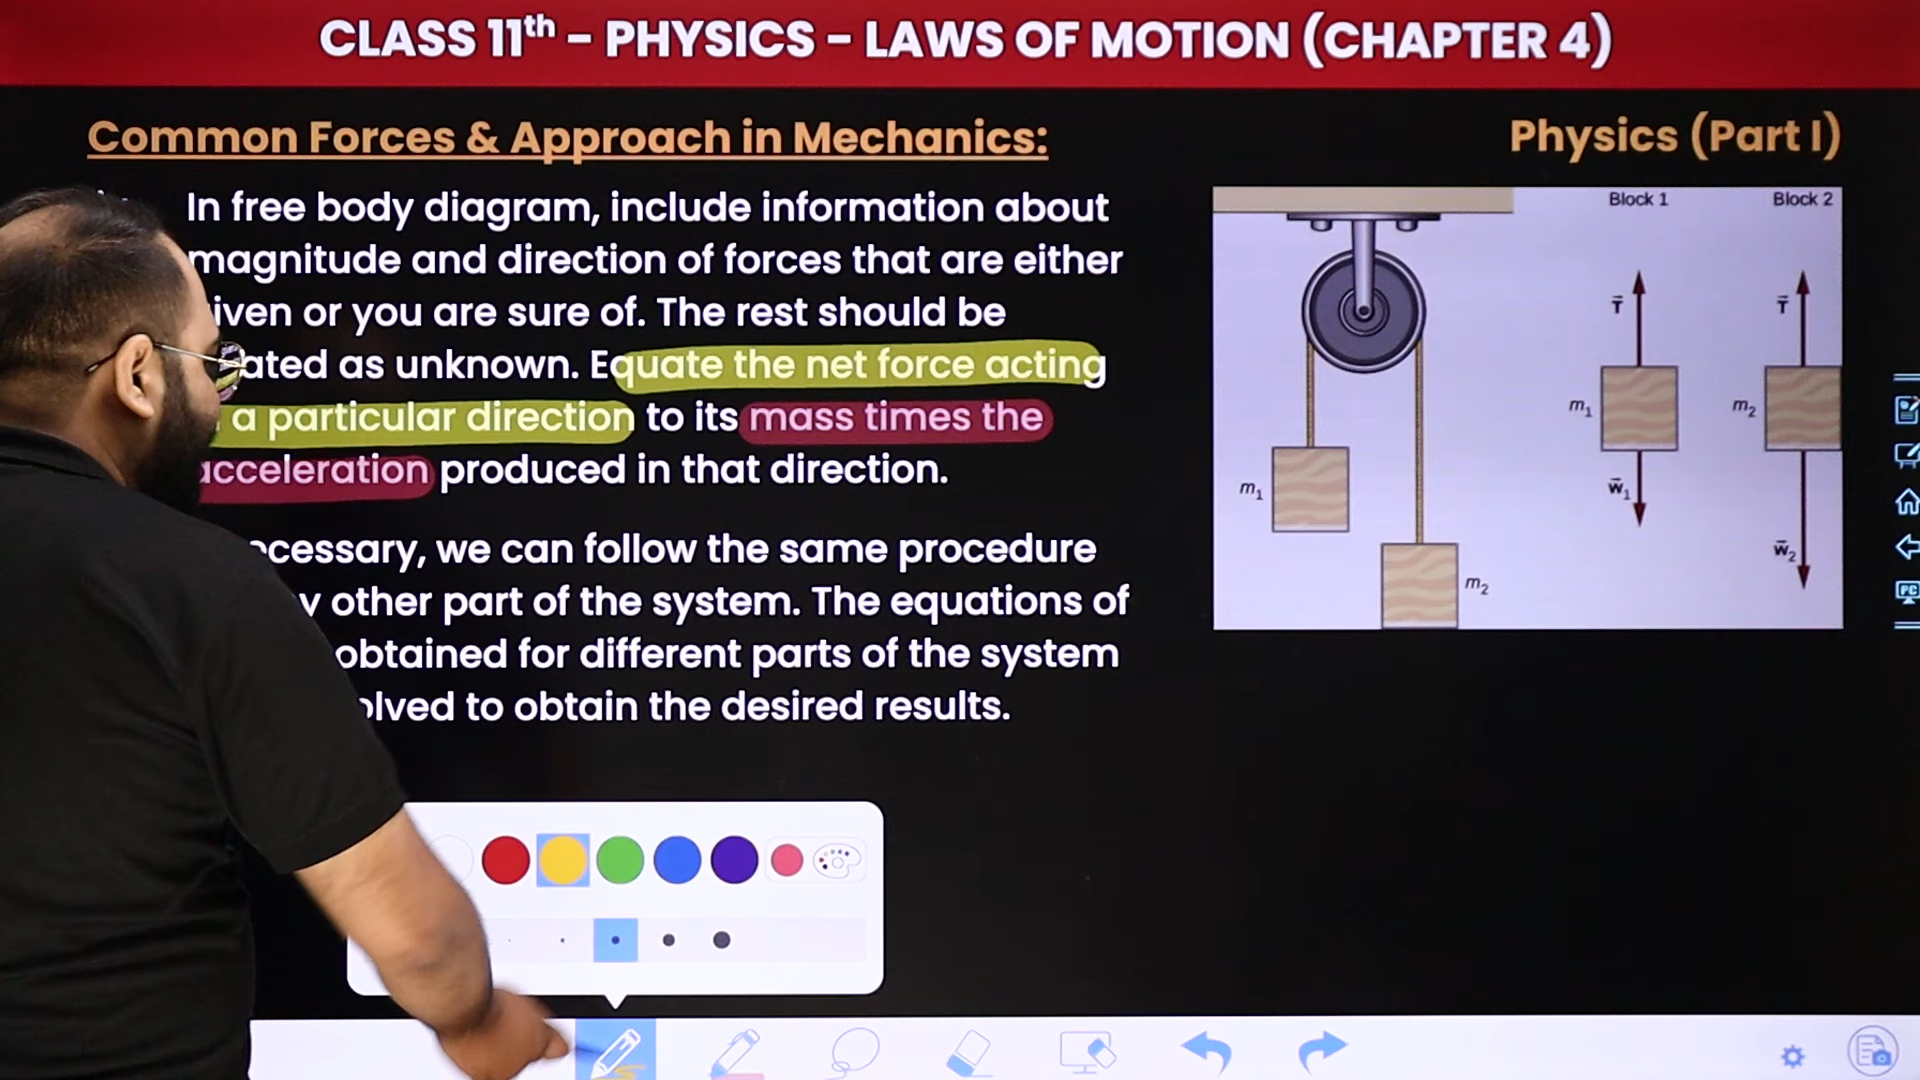 CLASS 11th - PHYSICS - LAWS OF MOTION (CHAPTER 4)
Common Forces & Approach in Mechanics:
Physics (Part I)
In free body diagram, include information about
magnitude and direction of forces that are either
iven or you are sure of. The rest should be
ated as unknown. Equate the net force acting
a particular direction to its mass times the
acceleration produced in that direction.
ecessary, we can follow the same procedure
y other part of the system. The equations of
obtained for different parts of the system
olved to obtain the desired results.
Block 1
Block 2
T
T
m1
m2
w1
w2
m1
m2
PC